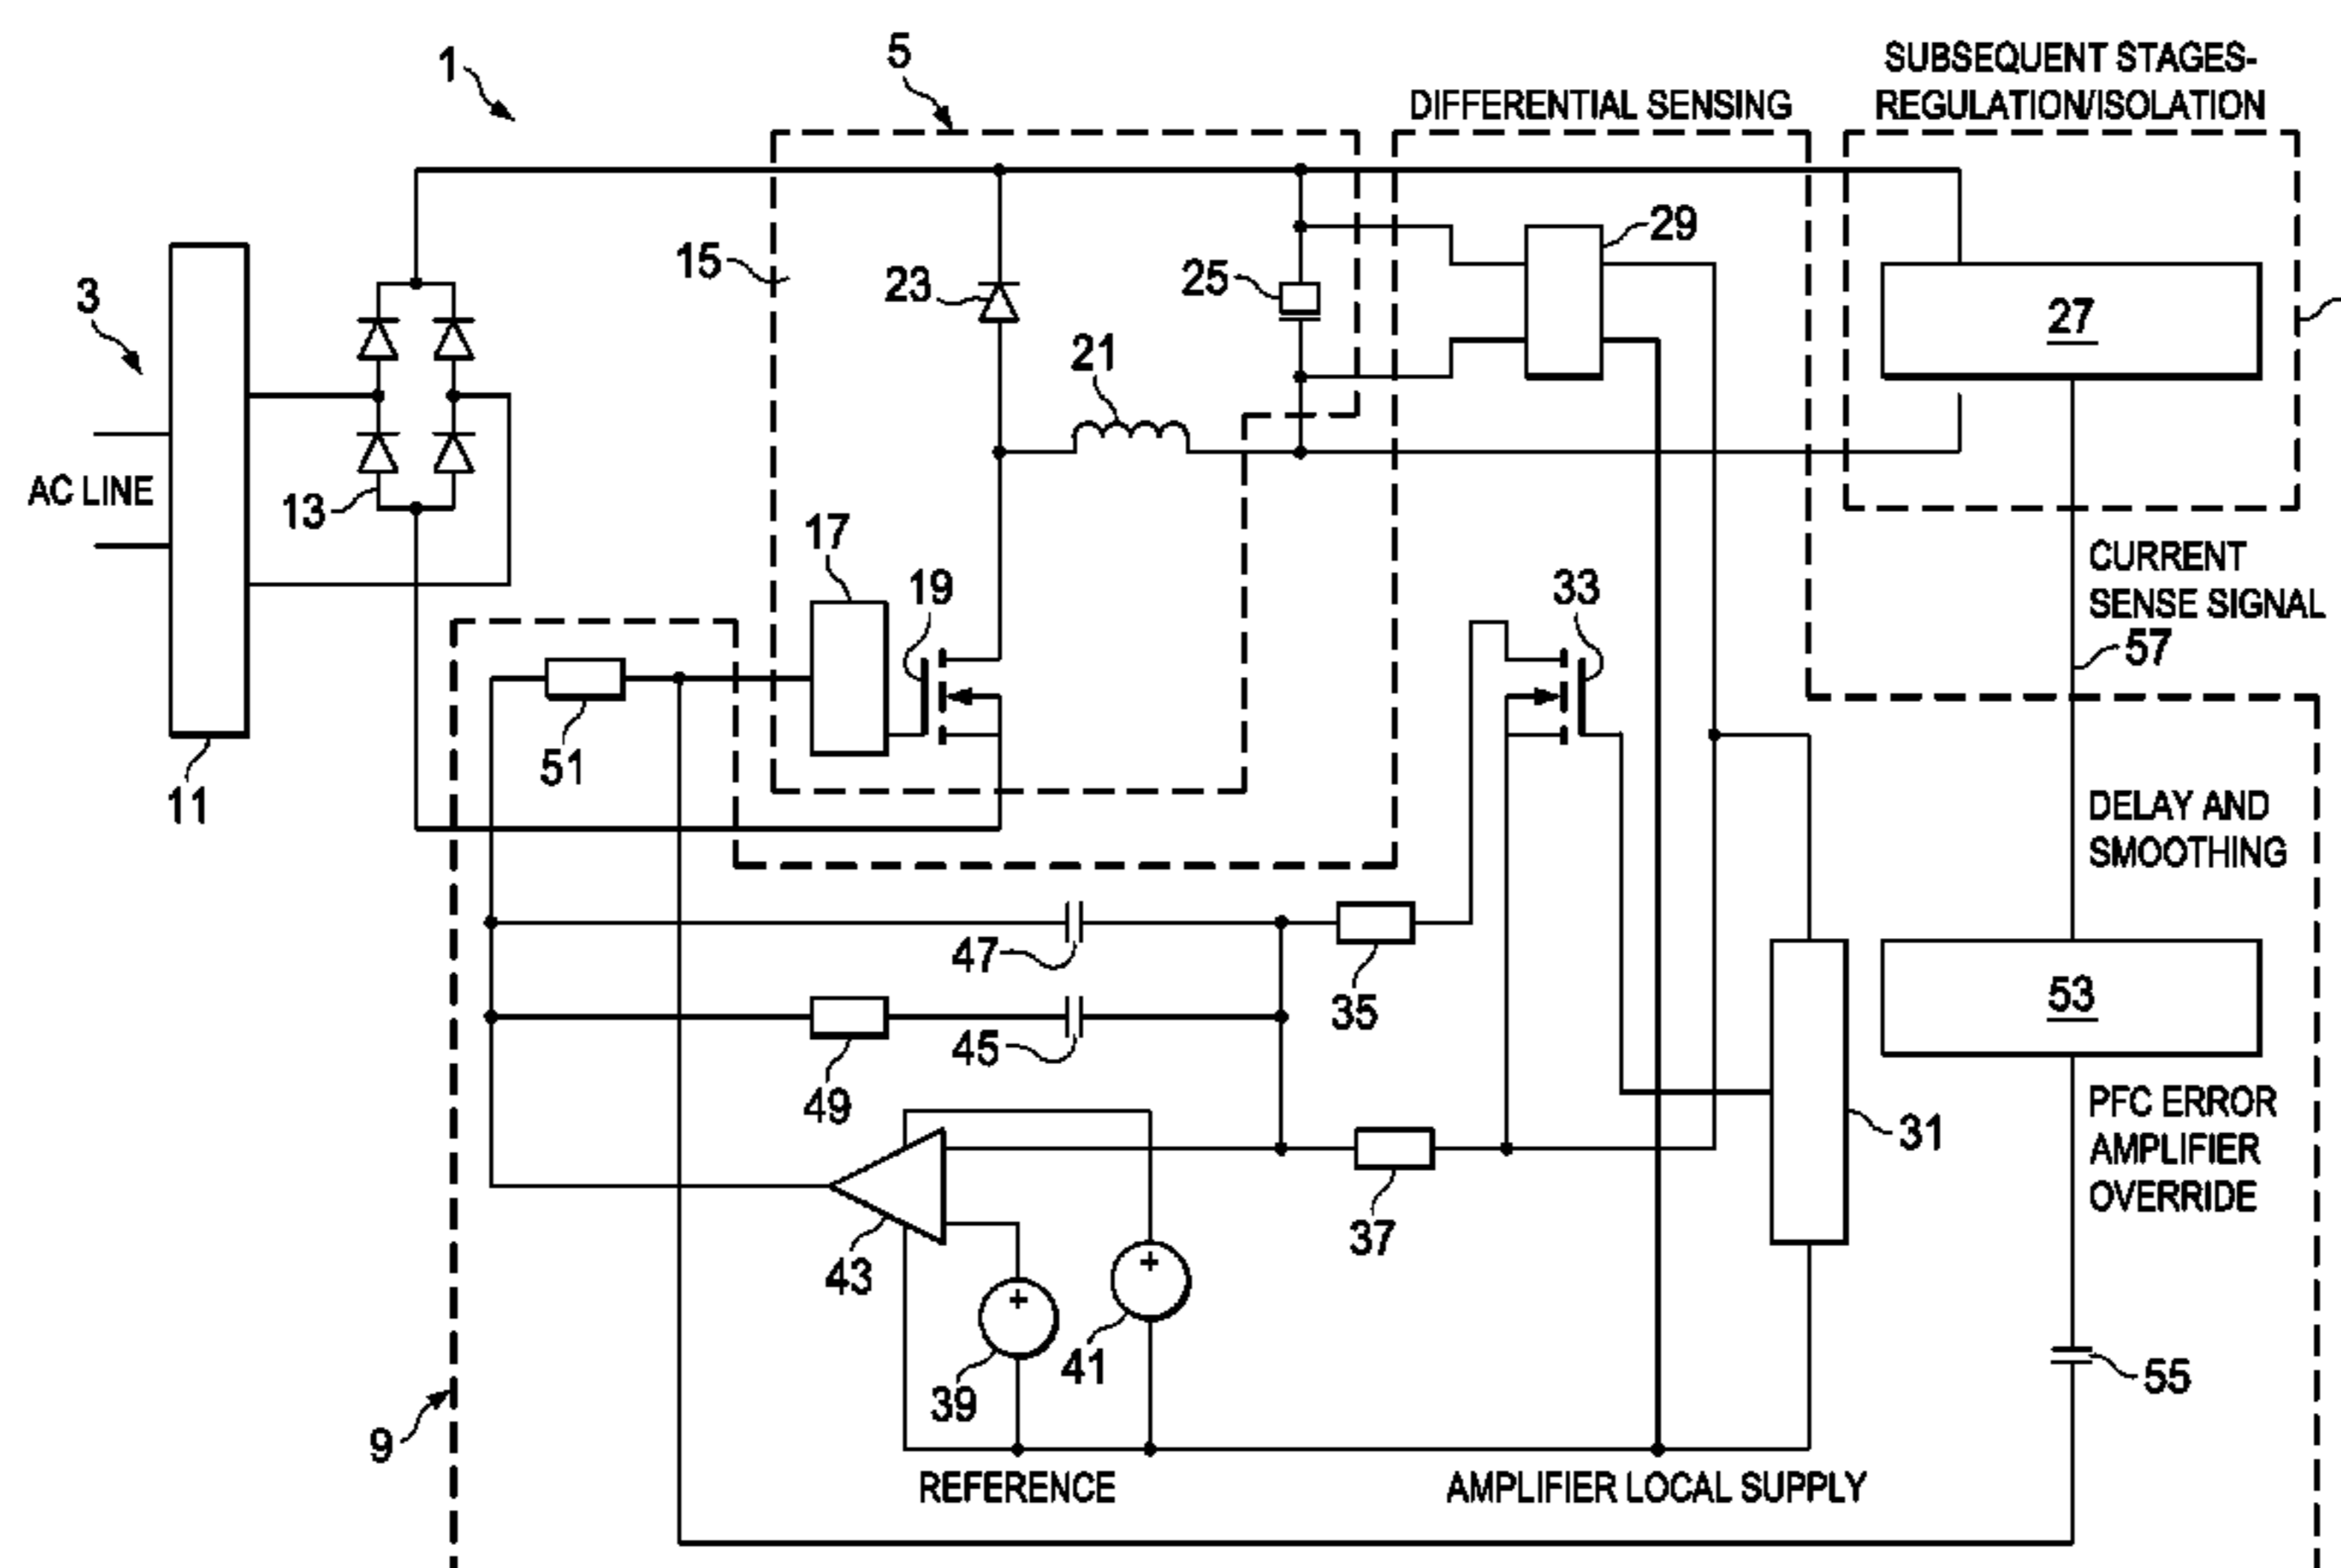 1
5
SUBSEQUENT STAGES-
REGULATION/ISOLATION
DIFFERENTIAL SENSING
3
15
23
25
29
27
21
AC LINE
13
17
19
33
CURRENT
SENSE SIGNAL
57
51
11
DELAY AND
SMOOTHING
47
35
53
45
49
PFC ERROR
AMPLIFIER
OVERRIDE
31
37
43
+
+
39
41
55
9
REFERENCE
AMPLIFIER LOCAL SUPPLY